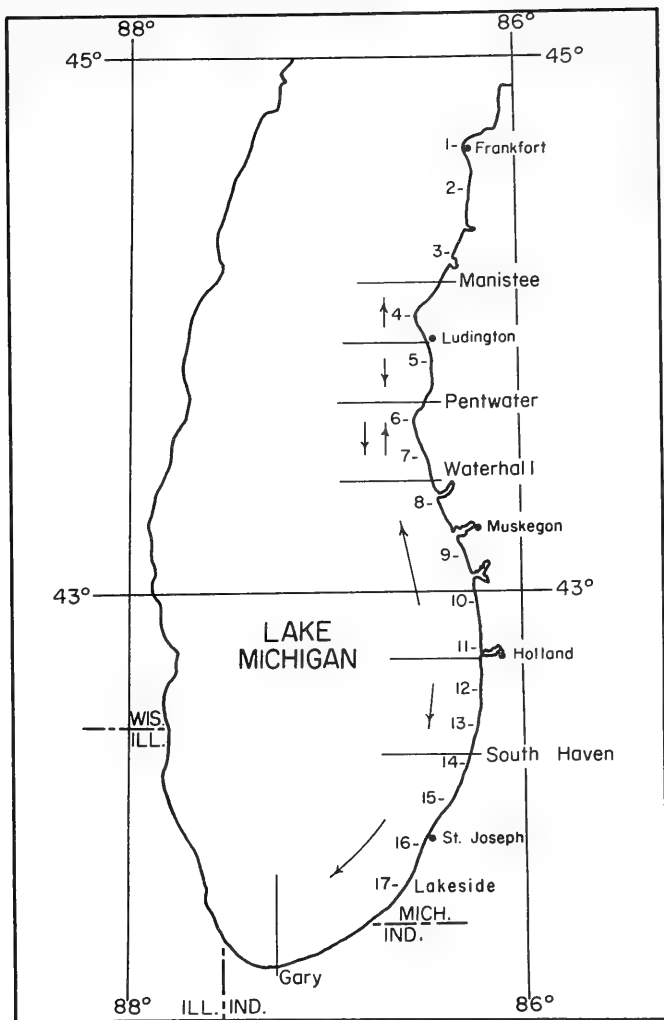 88°
86°
45°
45°
1-
Frankfort
2-
3-
Manistee
4-
Ludington
5-
Pentwater
6-
7-
Waterhall
8-
Muskegon
9-
43°
43°
10-
LAKE
MICHIGAN
11-
Holland
12-
WIS.
ILL.
13-
South Haven
14-
15-
16-
St. Joseph
17-
Lakeside
MICH.
IND.
Gary
88°
ILL. IND.
86°